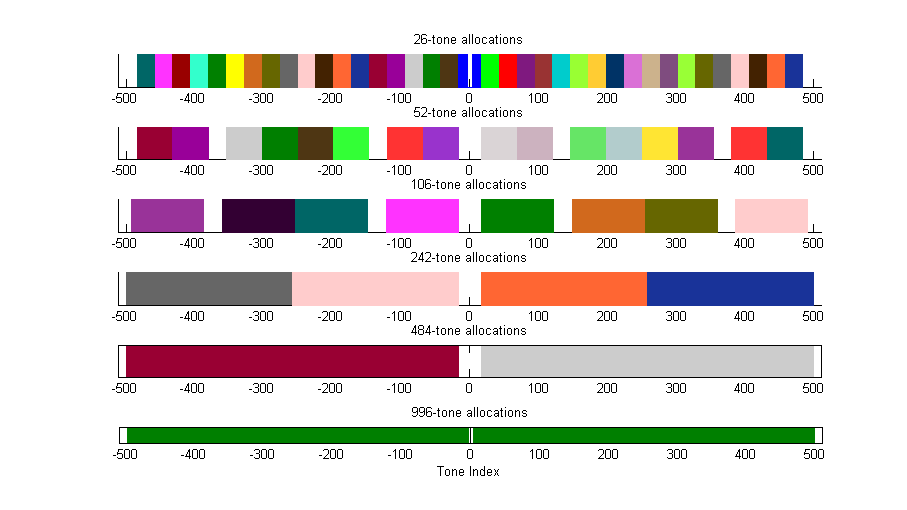 26-tone allocations
-500 -400 -300 -200 -100 0 100 200 300 400 500
52-tone allocations
-500 -400 -300 -200 -100 0 100 200 300 400 500
106-tone allocations
-500 -400 -300 -200 -100 0 100 200 300 400 500
242-tone allocations
-500 -400 -300 -200 -100 0 100 200 300 400 500
484-tone allocations
-500 -400 -300 -200 -100 0 100 200 300 400 500
996-tone allocations
-500 -400 -300 -200 -100 0 100 200 300 400 500
Tone Index